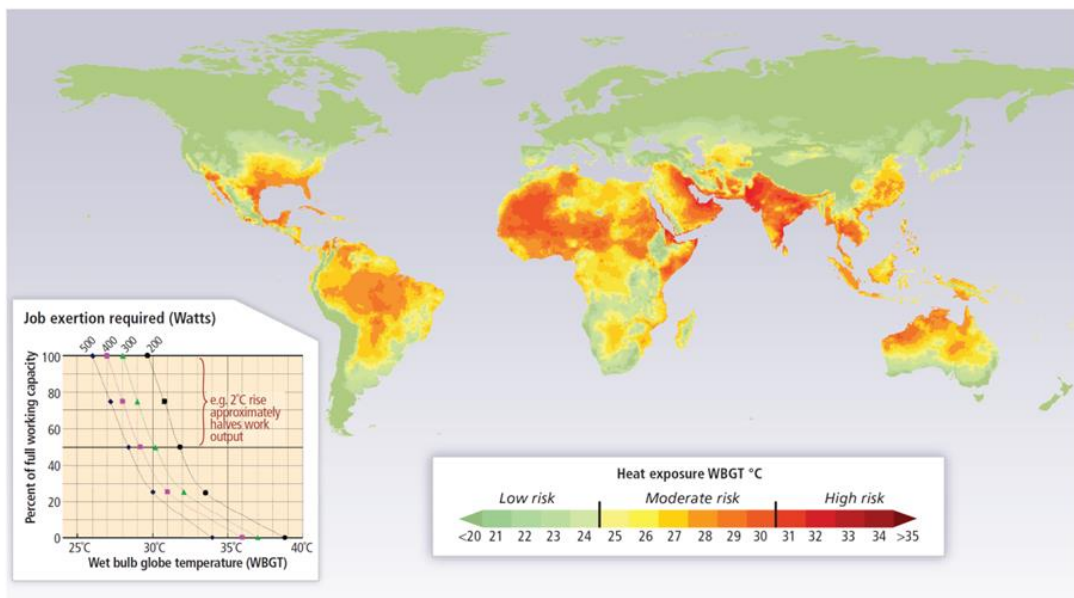 Job exertion required (Watts)
500 400 300 200
100
80
60
40
20
0
Percent of full working capacity
e.g. 2˚C rise
approximately
halves work
output
25˚C 30˚C 35˚C 40˚C
Wet bulb globe temperature (WBGT)
Heat exposure WBGT °C
Low risk Moderate risk High risk
<20 21 22 23 24 25 26 27 28 29 30 31 32 33 34 >35